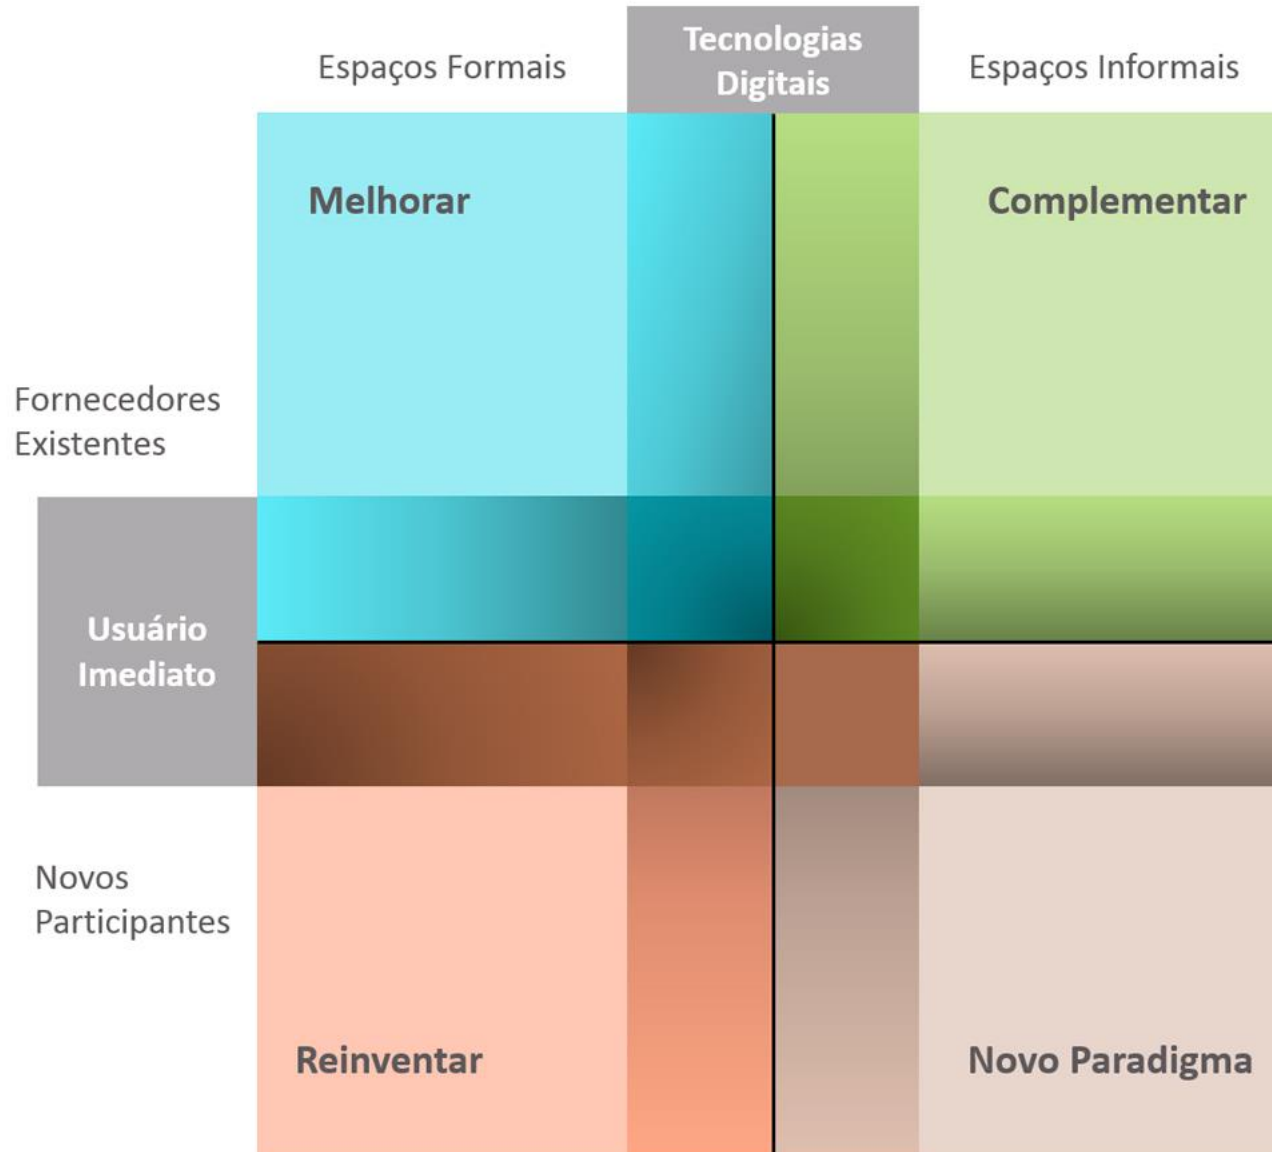 Espaços Formais
Tecnologias
Digitais
Espaços Informais
Melhorar
Complementar
Fornecedores
Existentes
Usuário
Imediato
Novos
Participantes
Reinventar
Novo Paradigma